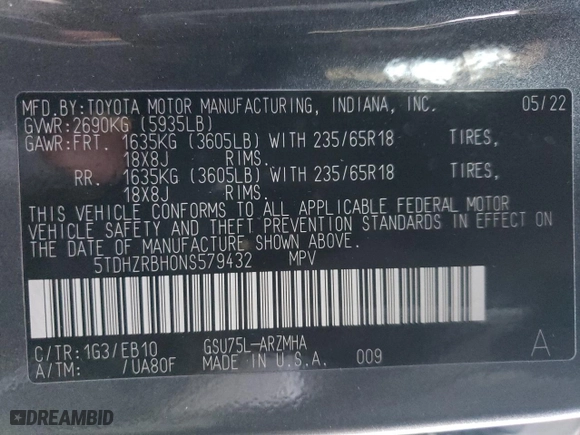 MFD.BY:TOYOTA MOTOR MANUFACTURING, INDIANA, INC. 05/22
GVWR:2690KG (5935LB)
GAWR:FRT. 1635KG (3605LB) WITH 235/65R18 TIRES,
18X8J RIMS.
RR. 1635KG (3605LB) WITH 235/65R18 TIRES,
18X8J RIMS.
THIS VEHICLE CONFORMS TO ALL APPLICABLE FEDERAL MOTOR
VEHICLE SAFETY AND THEFT PREVENTION STANDARDS IN EFFECT ON
THE DATE OF MANUFACTURE SHOWN ABOVE.
5TDHZRBH0NS579432 MPV
C/TR:1G3/EB10 GSU75L-ARZMHA A
A/TM: /UA80F MADE IN U.S.A. 009
DREAMBID